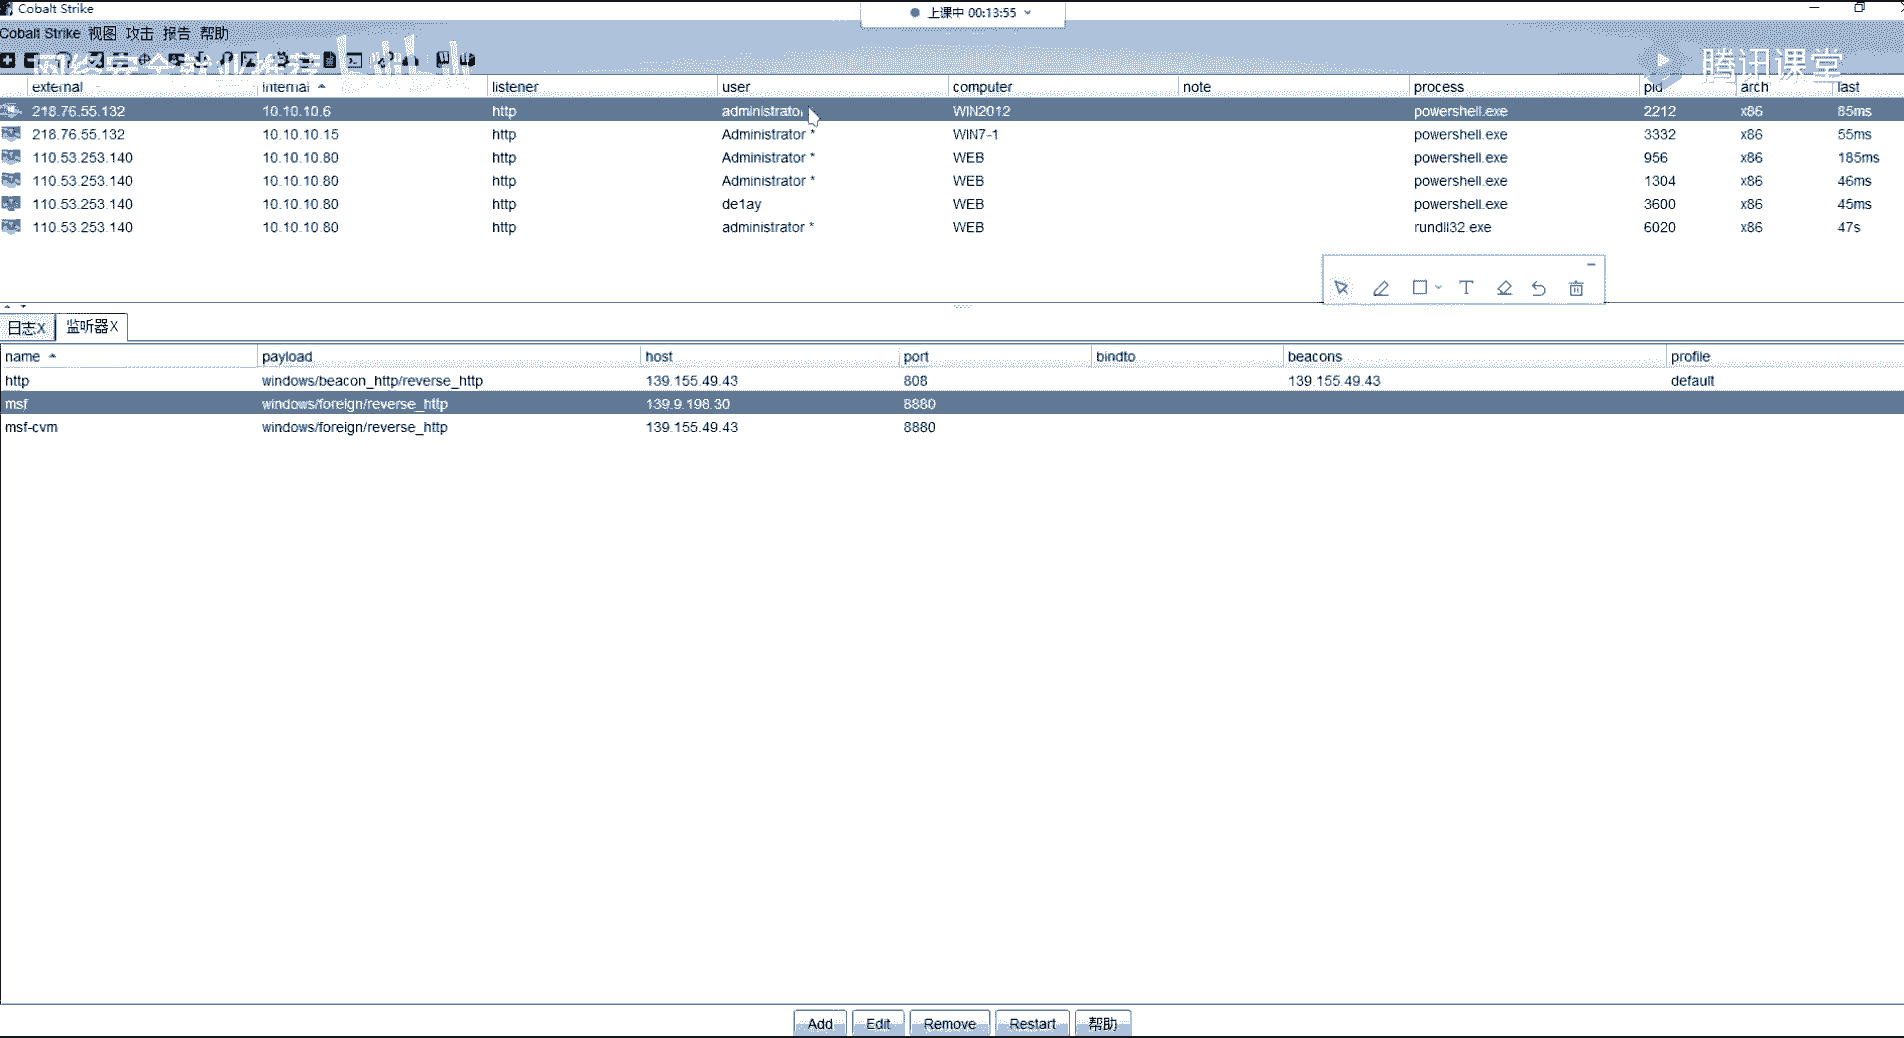 Cobalt Strike
上课中 00:13:55
Cobalt Strike 视图 攻击 报告 帮助
网络安全就业推荐 bilibili
腾讯课堂
external internal listener user computer note process pid arch last
218.76.55.132 10.10.10.6 http administrator WIN2012 powershell.exe 2212 x86 85ms
218.76.55.132 10.10.10.15 http Administrator * WIN7-1 powershell.exe 3332 x86 55ms
110.53.253.140 10.10.10.80 http Administrator * WEB powershell.exe 956 x86 185ms
110.53.253.140 10.10.10.80 http Administrator * WEB powershell.exe 1304 x86 46ms
110.53.253.140 10.10.10.80 http de1ay WEB powershell.exe 3600 x86 45ms
110.53.253.140 10.10.10.80 http administrator * WEB rundll32.exe 6020 x86 47s
日志X 监听器X
name payload host port bindto beacons profile
http windows/beacon_http/reverse_http 139.155.49.43 808 139.155.49.43 default
msf windows/foreign/reverse_http 139.9.198.30 8880
msf-cvm windows/foreign/reverse_http 139.155.49.43 8880
Add Edit Remove Restart 帮助